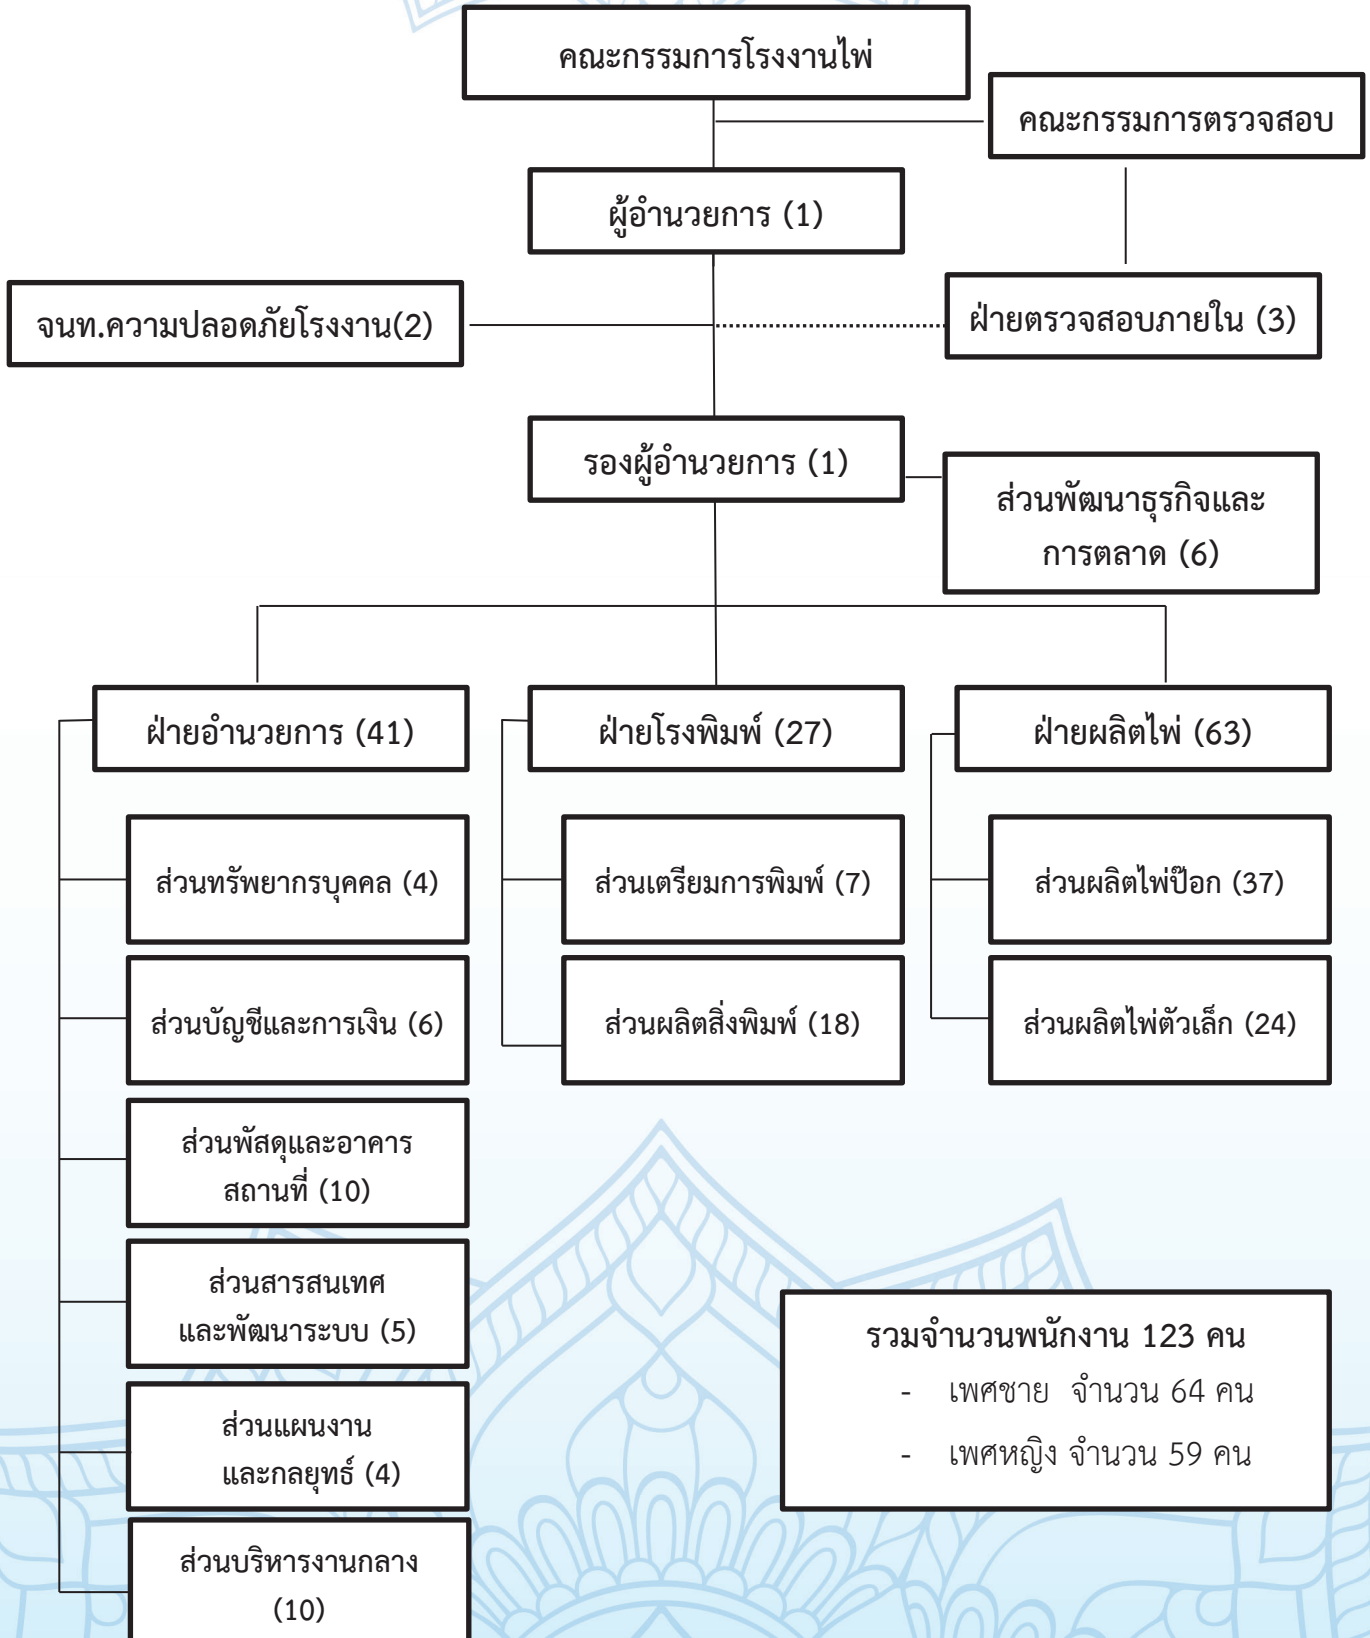 คณะกรรมการโรงงานไพ่
คณะกรรมการตรวจสอบ
ผู้อำนวยการ (1)
จนท.ความปลอดภัยโรงงาน(2)
ฝ่ายตรวจสอบภายใน (3)
รองผู้อำนวยการ (1)
ส่วนพัฒนาธุรกิจและ
การตลาด (6)
ฝ่ายอำนวยการ (41)
ฝ่ายโรงพิมพ์ (27)
ฝ่ายผลิตไพ่ (63)
ส่วนทรัพยากรบุคคล (4)
ส่วนเตรียมการพิมพ์ (7)
ส่วนผลิตไพ่ป๊อก (37)
ส่วนบัญชีและการเงิน (6)
ส่วนผลิตสิ่งพิมพ์ (18)
ส่วนผลิตไพ่ตัวเล็ก (24)
ส่วนพัสดุและอาคาร
สถานที่ (10)
ส่วนสารสนเทศ
และพัฒนาระบบ (5)
ส่วนแผนงาน
และกลยุทธ์ (4)
ส่วนบริหารงานกลาง
(10)
รวมจำนวนพนักงาน 123 คน
- เพศชาย จำนวน 64 คน
- เพศหญิง จำนวน 59 คน